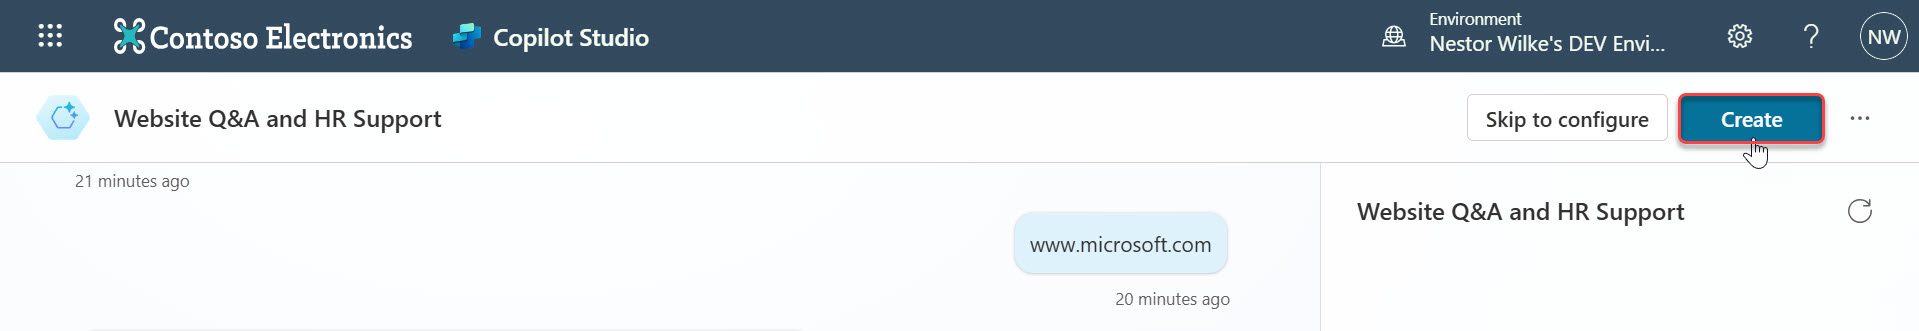 Contoso Electronics
Copilot Studio
Environment
Nestor Wilke's DEV Envi...
?
NW
Website Q&A and HR Support
Skip to configure
Create
...
21 minutes ago
www.microsoft.com
20 minutes ago
Website Q&A and HR Support